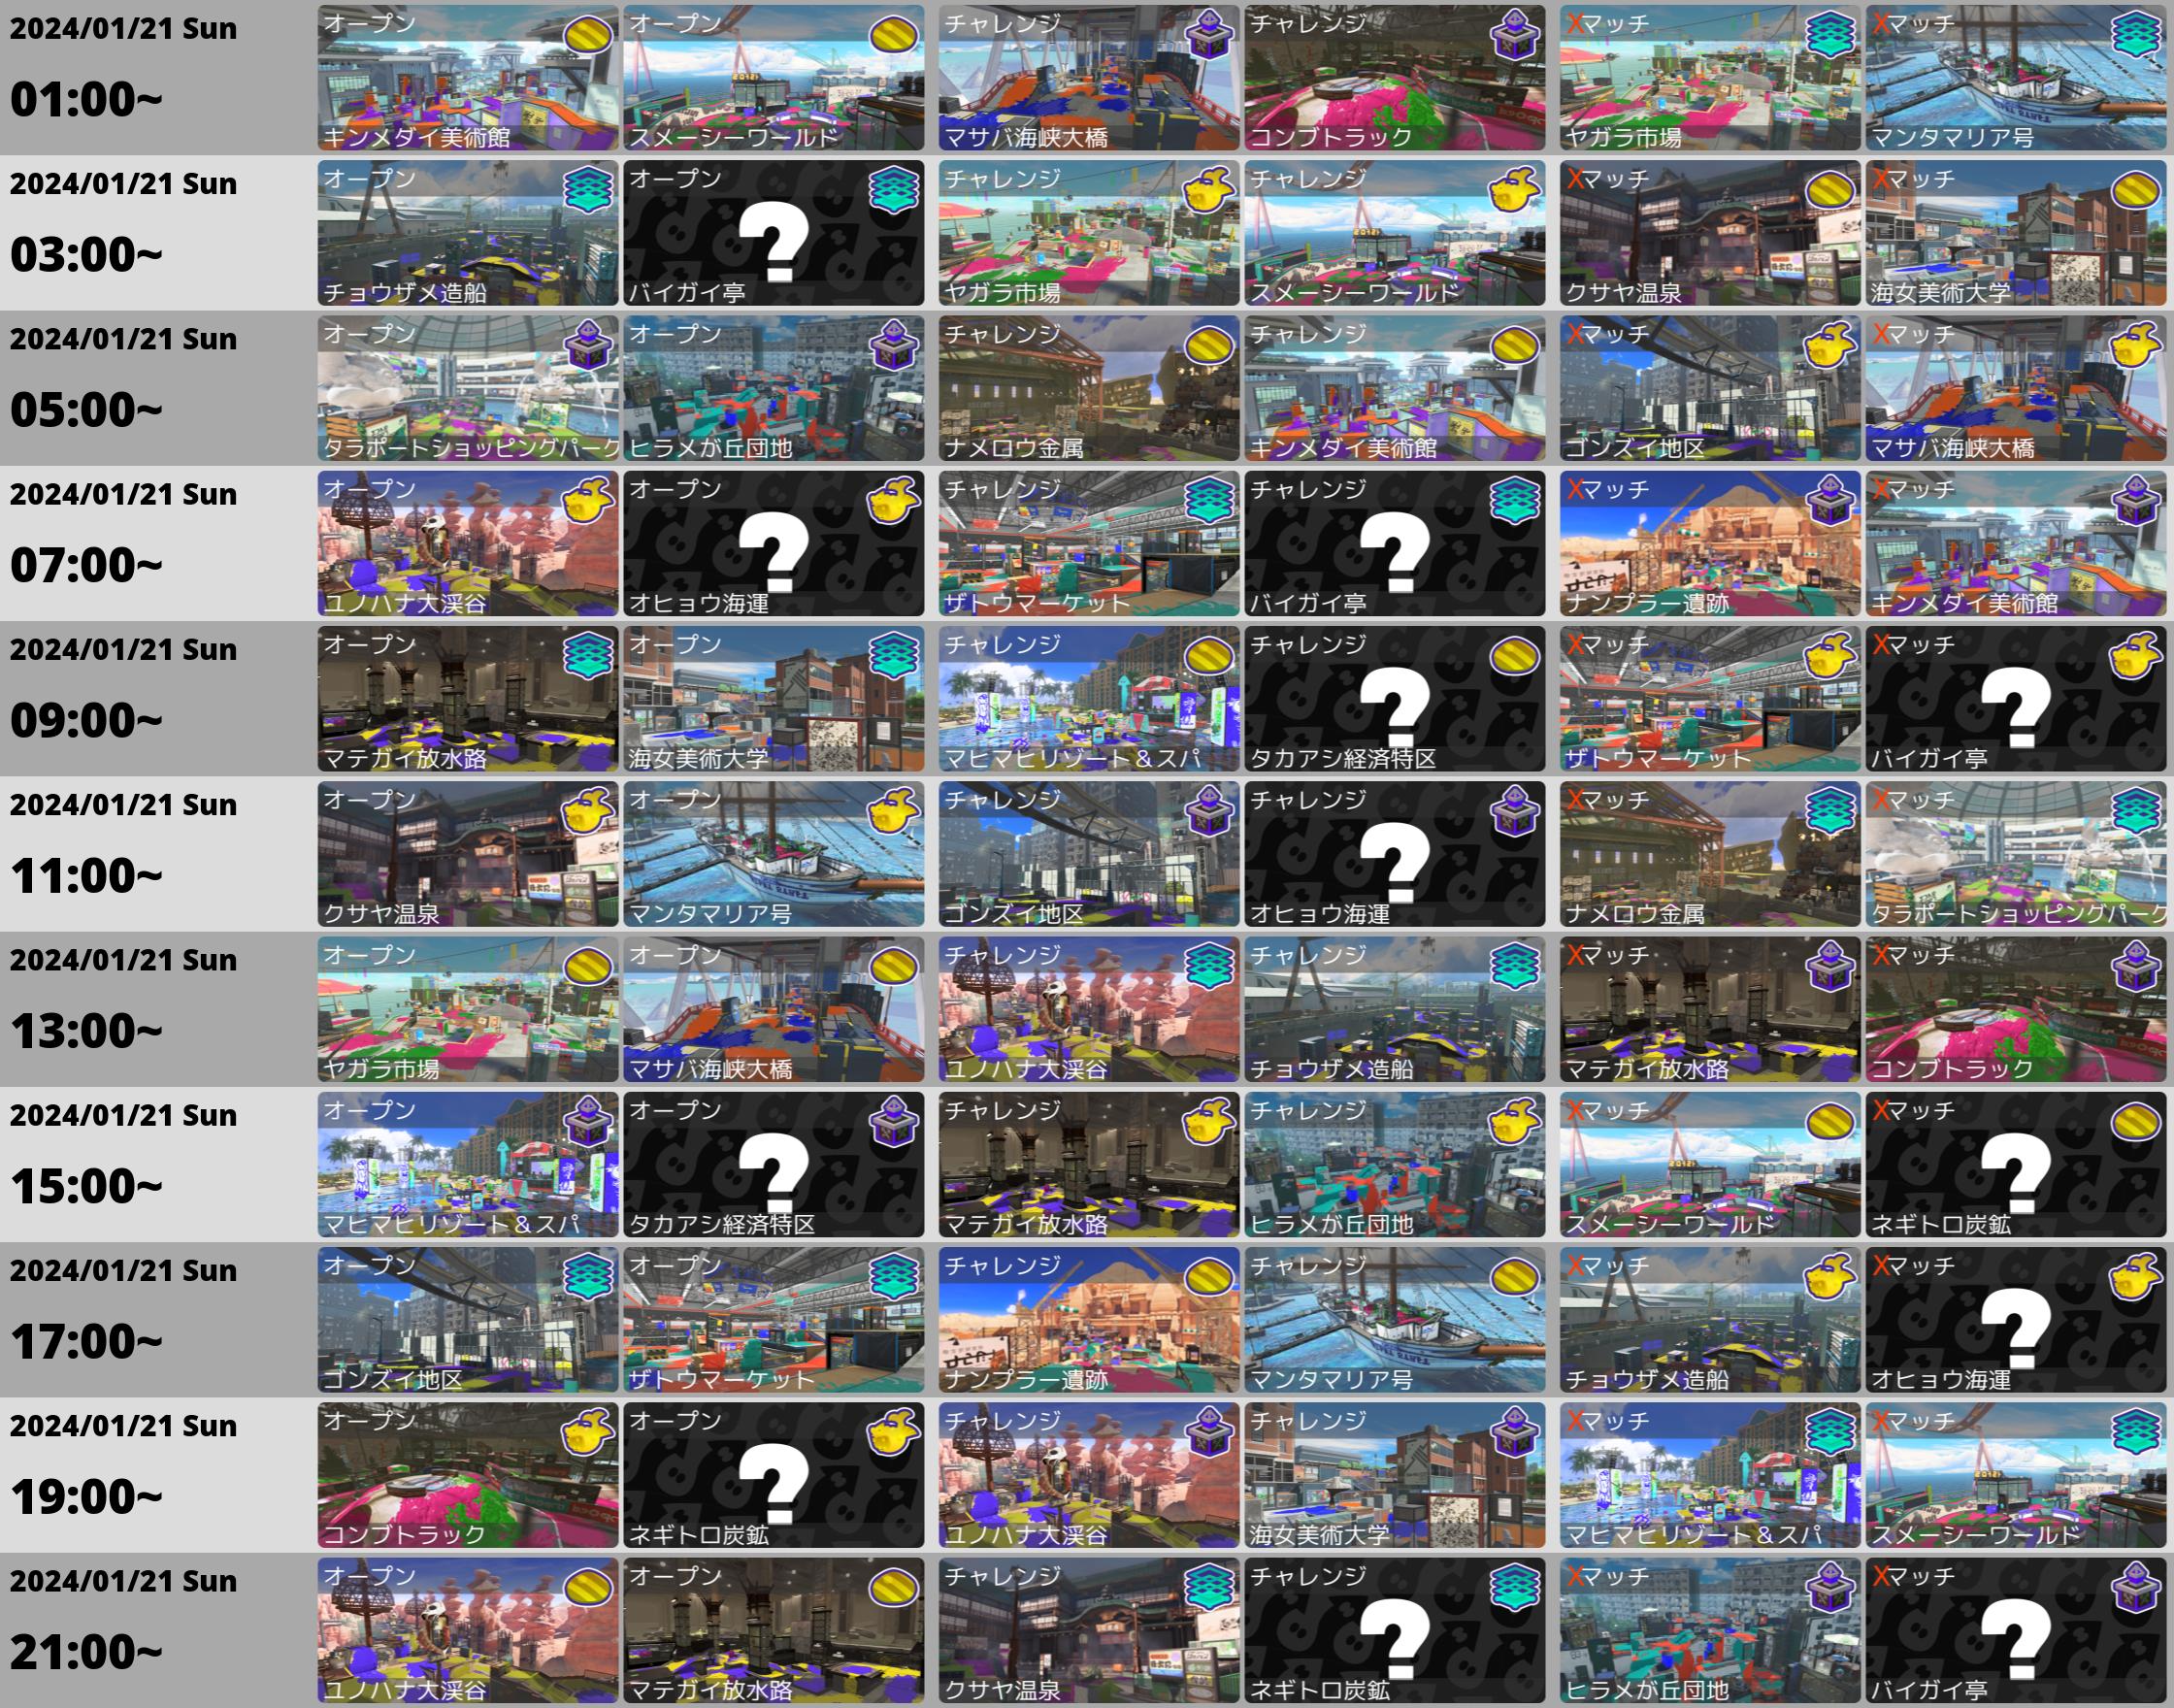 2024/01/21 Sun
01:00~
オープン
キンメダイ美術館
オープン
スメーシーワールド
チャレンジ
マサバ海峡大橋
チャレンジ
コンブトラック
Xマッチ
ヤガラ市場
Xマッチ
マンタマリア号
2024/01/21 Sun
03:00~
オープン
チョウザメ造船
オープン
バイガイ亭
チャレンジ
ヤガラ市場
チャレンジ
スメーシーワールド
Xマッチ
クサヤ温泉
Xマッチ
海女美術大学
2024/01/21 Sun
05:00~
オープン
タラポートショッピングパーク
オープン
ヒラメが丘団地
チャレンジ
ナメロウ金属
チャレンジ
キンメダイ美術館
Xマッチ
ゴンズイ地区
Xマッチ
マサバ海峡大橋
2024/01/21 Sun
07:00~
オープン
ユノハナ大渓谷
オープン
オヒョウ海運
チャレンジ
ザトウマーケット
チャレンジ
バイガイ亭
Xマッチ
ナンプラー遺跡
Xマッチ
キンメダイ美術館
2024/01/21 Sun
09:00~
オープン
マテガイ放水路
オープン
海女美術大学
チャレンジ
マヒマヒリゾート＆スパ
チャレンジ
タカアシ経済特区
Xマッチ
ザトウマーケット
Xマッチ
バイガイ亭
2024/01/21 Sun
11:00~
オープン
クサヤ温泉
オープン
マンタマリア号
チャレンジ
ゴンズイ地区
チャレンジ
オヒョウ海運
Xマッチ
ナメロウ金属
Xマッチ
タラポートショッピングパーク
2024/01/21 Sun
13:00~
オープン
ヤガラ市場
オープン
マサバ海峡大橋
チャレンジ
ユノハナ大渓谷
チャレンジ
チョウザメ造船
Xマッチ
マテガイ放水路
Xマッチ
コンブトラック
2024/01/21 Sun
15:00~
オープン
マヒマヒリゾート＆スパ
オープン
タカアシ経済特区
チャレンジ
マテガイ放水路
チャレンジ
ヒラメが丘団地
Xマッチ
スメーシーワールド
Xマッチ
ネギトロ炭鉱
2024/01/21 Sun
17:00~
オープン
ゴンズイ地区
オープン
ザトウマーケット
チャレンジ
ナンプラー遺跡
チャレンジ
マンタマリア号
Xマッチ
チョウザメ造船
Xマッチ
オヒョウ海運
2024/01/21 Sun
19:00~
オープン
コンブトラック
オープン
ネギトロ炭鉱
チャレンジ
ユノハナ大渓谷
チャレンジ
海女美術大学
Xマッチ
マヒマヒリゾート＆スパ
Xマッチ
スメーシーワールド
2024/01/21 Sun
21:00~
オープン
ユノハナ大渓谷
オープン
マテガイ放水路
チャレンジ
クサヤ温泉
チャレンジ
ネギトロ炭鉱
Xマッチ
ヒラメが丘団地
Xマッチ
バイガイ亭